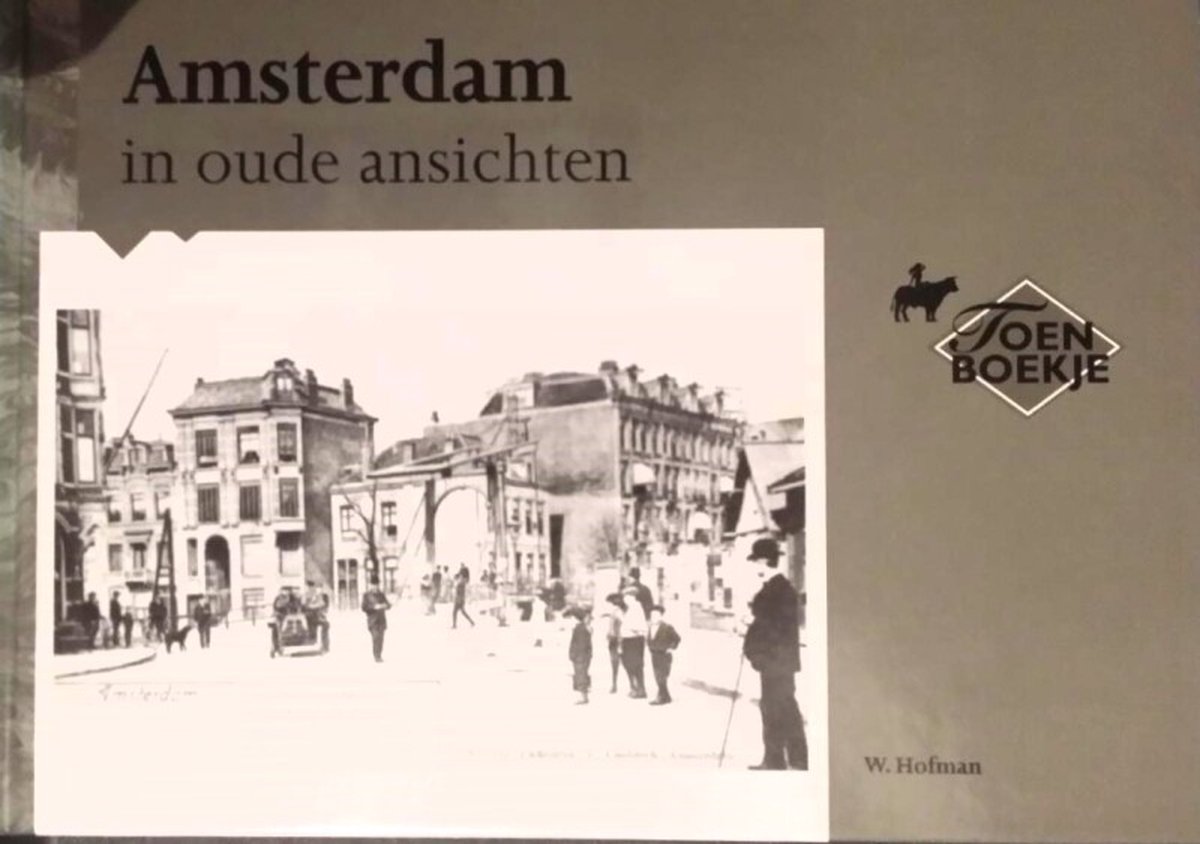 Amsterdam
in oude ansichten
TOEN
BOEKJE
Amsterdam
W. Hofman